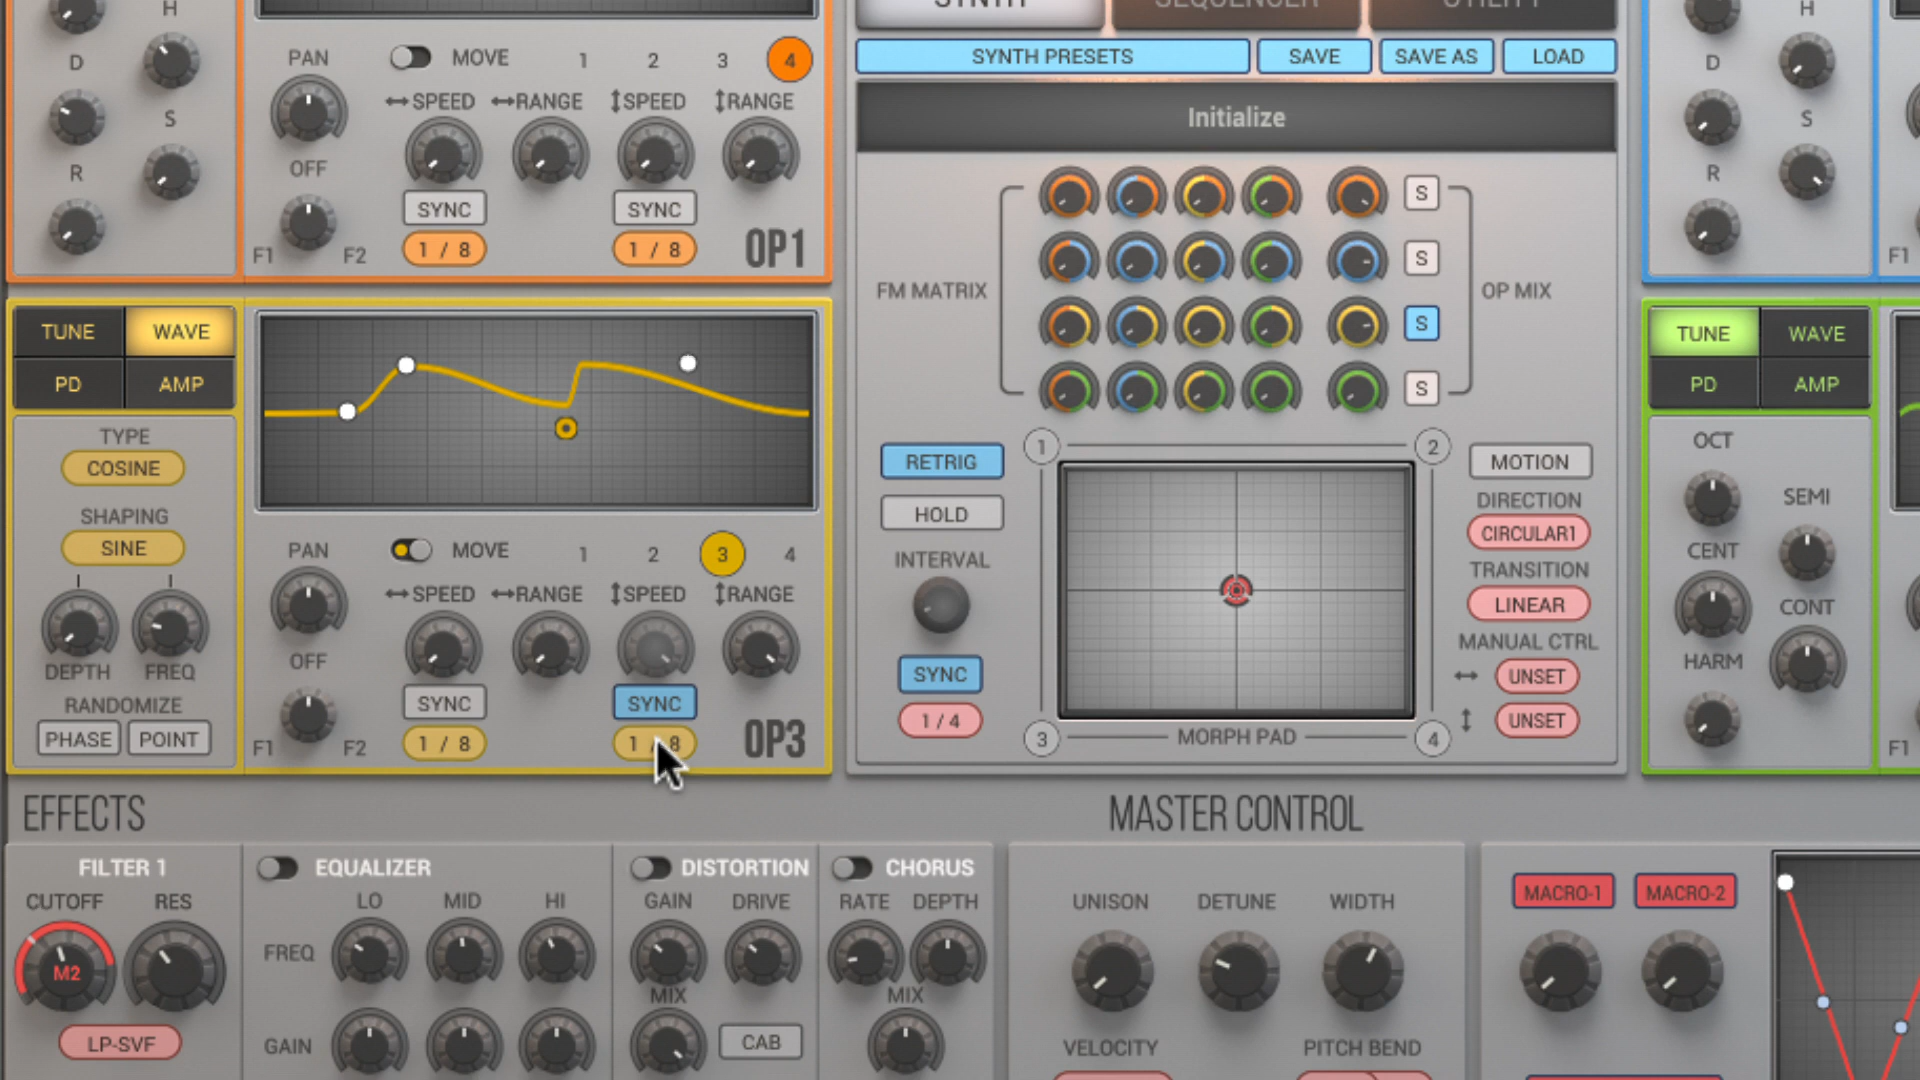 H
D
S
R
PAN
OFF
F1 F2
MOVE 1 2 3 4
SPEED RANGE SPEED RANGE
SYNC SYNC
1 / 8 1 / 8
OP1
TUNE WAVE
PD AMP
TYPE
COSINE
SHAPING
SINE
DEPTH FREQ
RANDOMIZE
PHASE POINT
PAN
OFF
F1 F2
MOVE 1 2 3 4
SPEED RANGE SPEED RANGE
SYNC SYNC
1 / 8 1 / 8
OP3
SYNTH SEQUENCER UTILITY
SYNTH PRESETS SAVE SAVE AS LOAD
Initialize
FM MATRIX
S
S
S
S
OP MIX
RETRIG
HOLD
INTERVAL
SYNC
1 / 4
1 2
3 MORPH PAD 4
MOTION
DIRECTION
CIRCULAR1
TRANSITION
LINEAR
MANUAL CTRL
UNSET
UNSET
H
D
S
R
F1
TUNE WAVE
PD AMP
OCT
SEMI
CENT
CONT
HARM
F1
EFFECTS
FILTER 1
CUTOFF RES
M2
LP-SVF
EQUALIZER
LO MID HI
FREQ
GAIN
DISTORTION
GAIN DRIVE
MIX
CAB
CHORUS
RATE DEPTH
MIX
MASTER CONTROL
UNISON DETUNE WIDTH
VELOCITY PITCH BEND
MACRO-1 MACRO-2